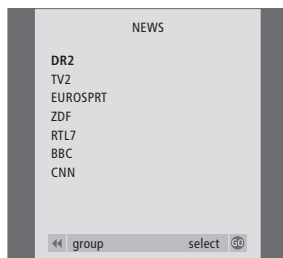 NEWS
DR2
TV2
EUROSPRT
ZDF
RTL7
BBC
CNN
group select GO